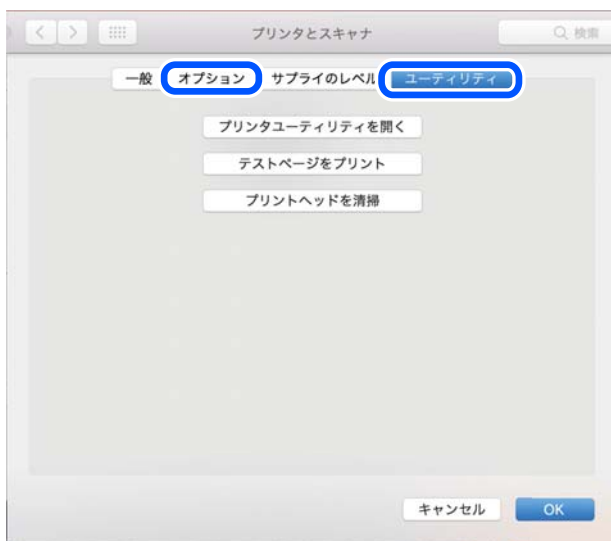 プリンタとスキャナ
検索
一般 オプション サプライのレベル ユーティリティ
プリンタユーティリティを開く
テストページをプリント
プリントヘッドを清掃
キャンセル OK